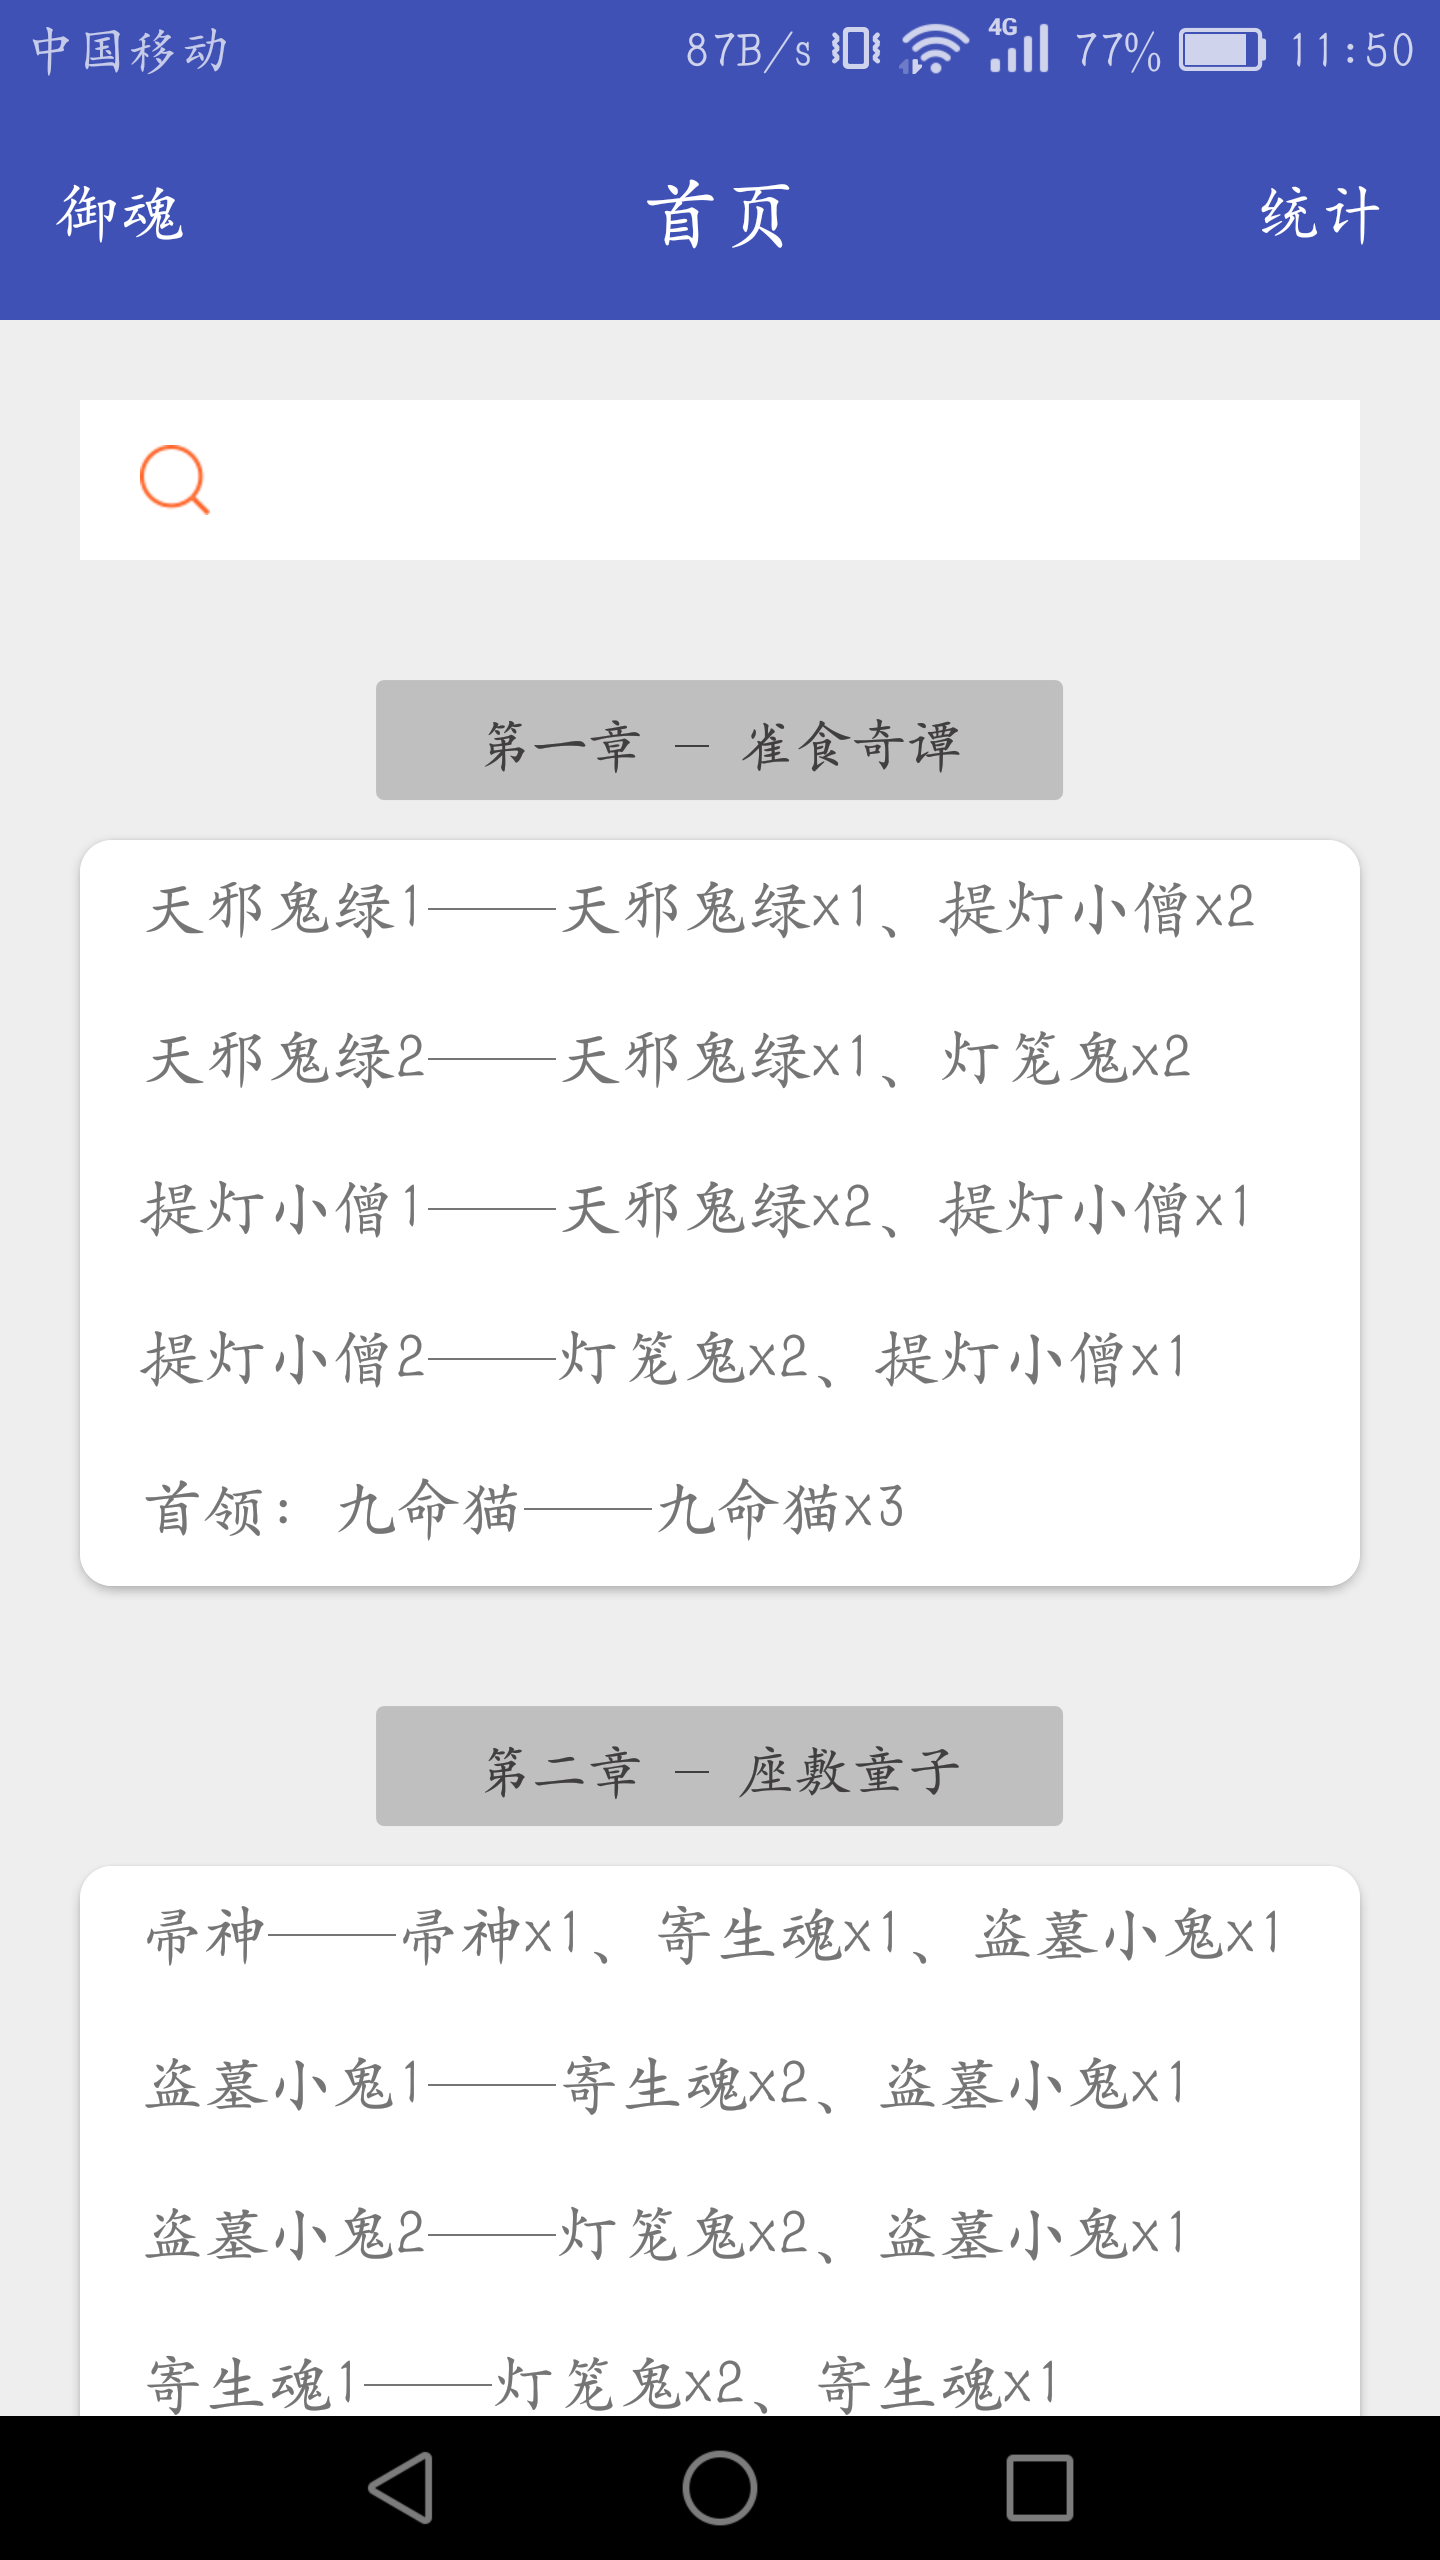 中国移动 87B/s 4G 77% 11:50
御魂 首页 统计
第一章 — 雀食奇谭
天邪鬼绿1——天邪鬼绿x1、提灯小僧x2
天邪鬼绿2——天邪鬼绿x1、灯笼鬼x2
提灯小僧1——天邪鬼绿x2、提灯小僧x1
提灯小僧2——灯笼鬼x2、提灯小僧x1
首领：九命猫——九命猫x3
第二章 — 座敷童子
帚神——帚神x1、寄生魂x1、盗墓小鬼x1
盗墓小鬼1——寄生魂x2、盗墓小鬼x1
盗墓小鬼2——灯笼鬼x2、盗墓小鬼x1
寄生魂1——灯笼鬼x2、寄生魂x1